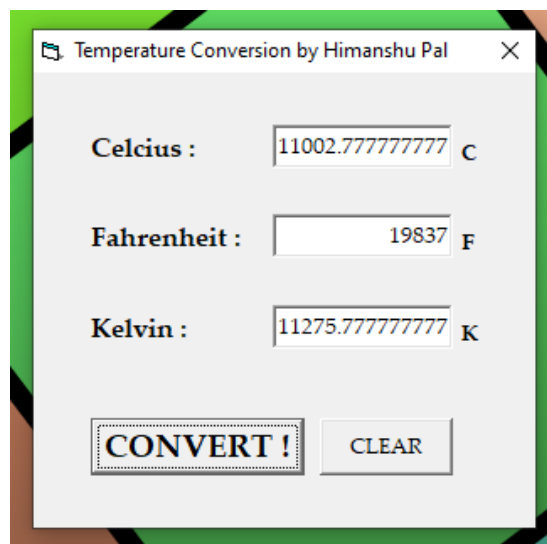 Temperature Conversion by Himanshu Pal
Celcius : 11002.777777777 C
Fahrenheit : 19837 F
Kelvin : 11275.777777777 K
CONVERT ! CLEAR